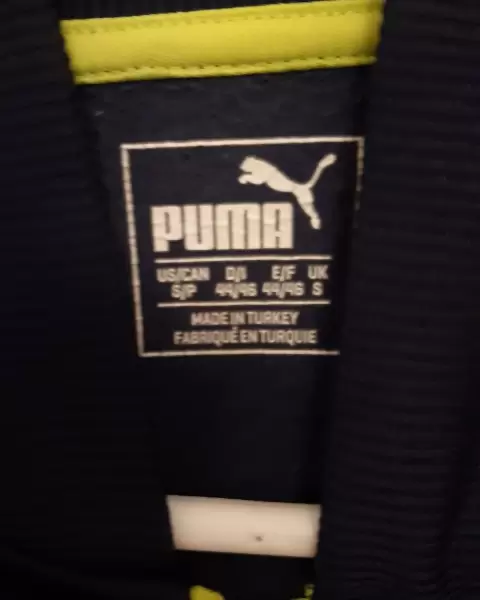 PUMA
US/CAN D/I E/F UK
S/P 44/46 44/46 S
MADE IN TURKEY
FABRIQUÉ EN TURQUIE